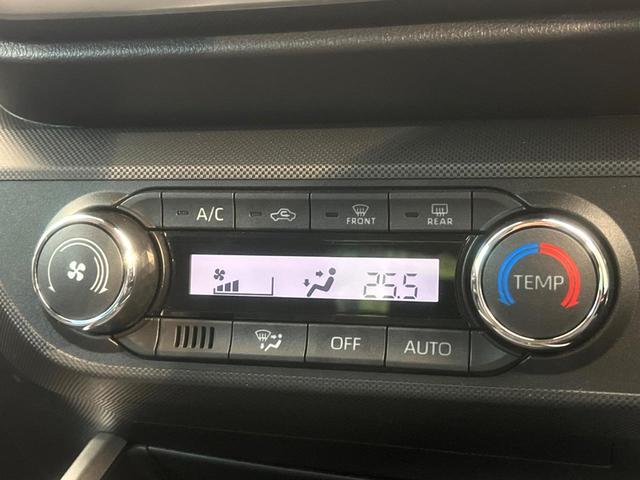 A/C
FRONT
REAR
25.5
TEMP
OFF
AUTO